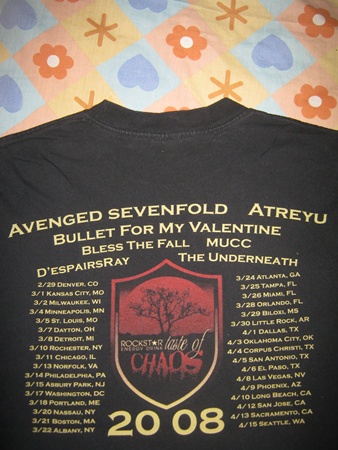 AVENGED SEVENFOLD ATREYU
BULLET FOR MY VALENTINE
BLESS THE FALL MUCC
D'ESPAIRSRAY THE UNDERNEATH
2/29 DENVER, CO
3/1 KANSAS CITY, MO
3/2 MILWAUKEE, WI
3/4 MINNEAPOLIS, MN
3/5 ST. LOUIS, MO
3/7 DAYTON, OH
3/8 DETROIT, MI
3/10 ROCHESTER, NY
3/11 CHICAGO, IL
3/13 NORFOLK, VA
3/14 PHILADELPHIA, PA
3/15 ASBURY PARK, NJ
3/17 WASHINGTON, DC
3/18 PORTLAND, ME
3/20 NASSAU, NY
3/21 BOSTON, MA
3/22 ALBANY, NY
ROCKSTAR
ENERGY DRINK
taste of
CHAOS
3/24 ATLANTA, GA
3/25 TAMPA, FL
3/26 MIAMI, FL
3/28 ORLANDO, FL
3/29 BILOXI, MS
3/30 LITTLE ROCK, AR
4/1 DALLAS, TX
4/3 OKLAHOMA CITY, OK
4/4 CORPUS CHRISTI, TX
4/5 SAN ANTONIO, TX
4/6 EL PASO, TX
4/8 LAS VEGAS, NV
4/9 PHOENIX, AZ
4/10 LONG BEACH, CA
4/12 SAN JOSE, CA
4/13 SACRAMENTO, CA
4/15 SEATTLE, WA
20 08